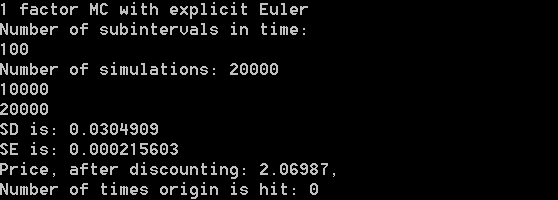 1 factor MC with explicit Euler
Number of subintervals in time:
100
Number of simulations: 20000
10000
20000
SD is: 0.0304909
SE is: 0.000215603
Price, after discounting: 2.06987,
Number of times origin is hit: 0